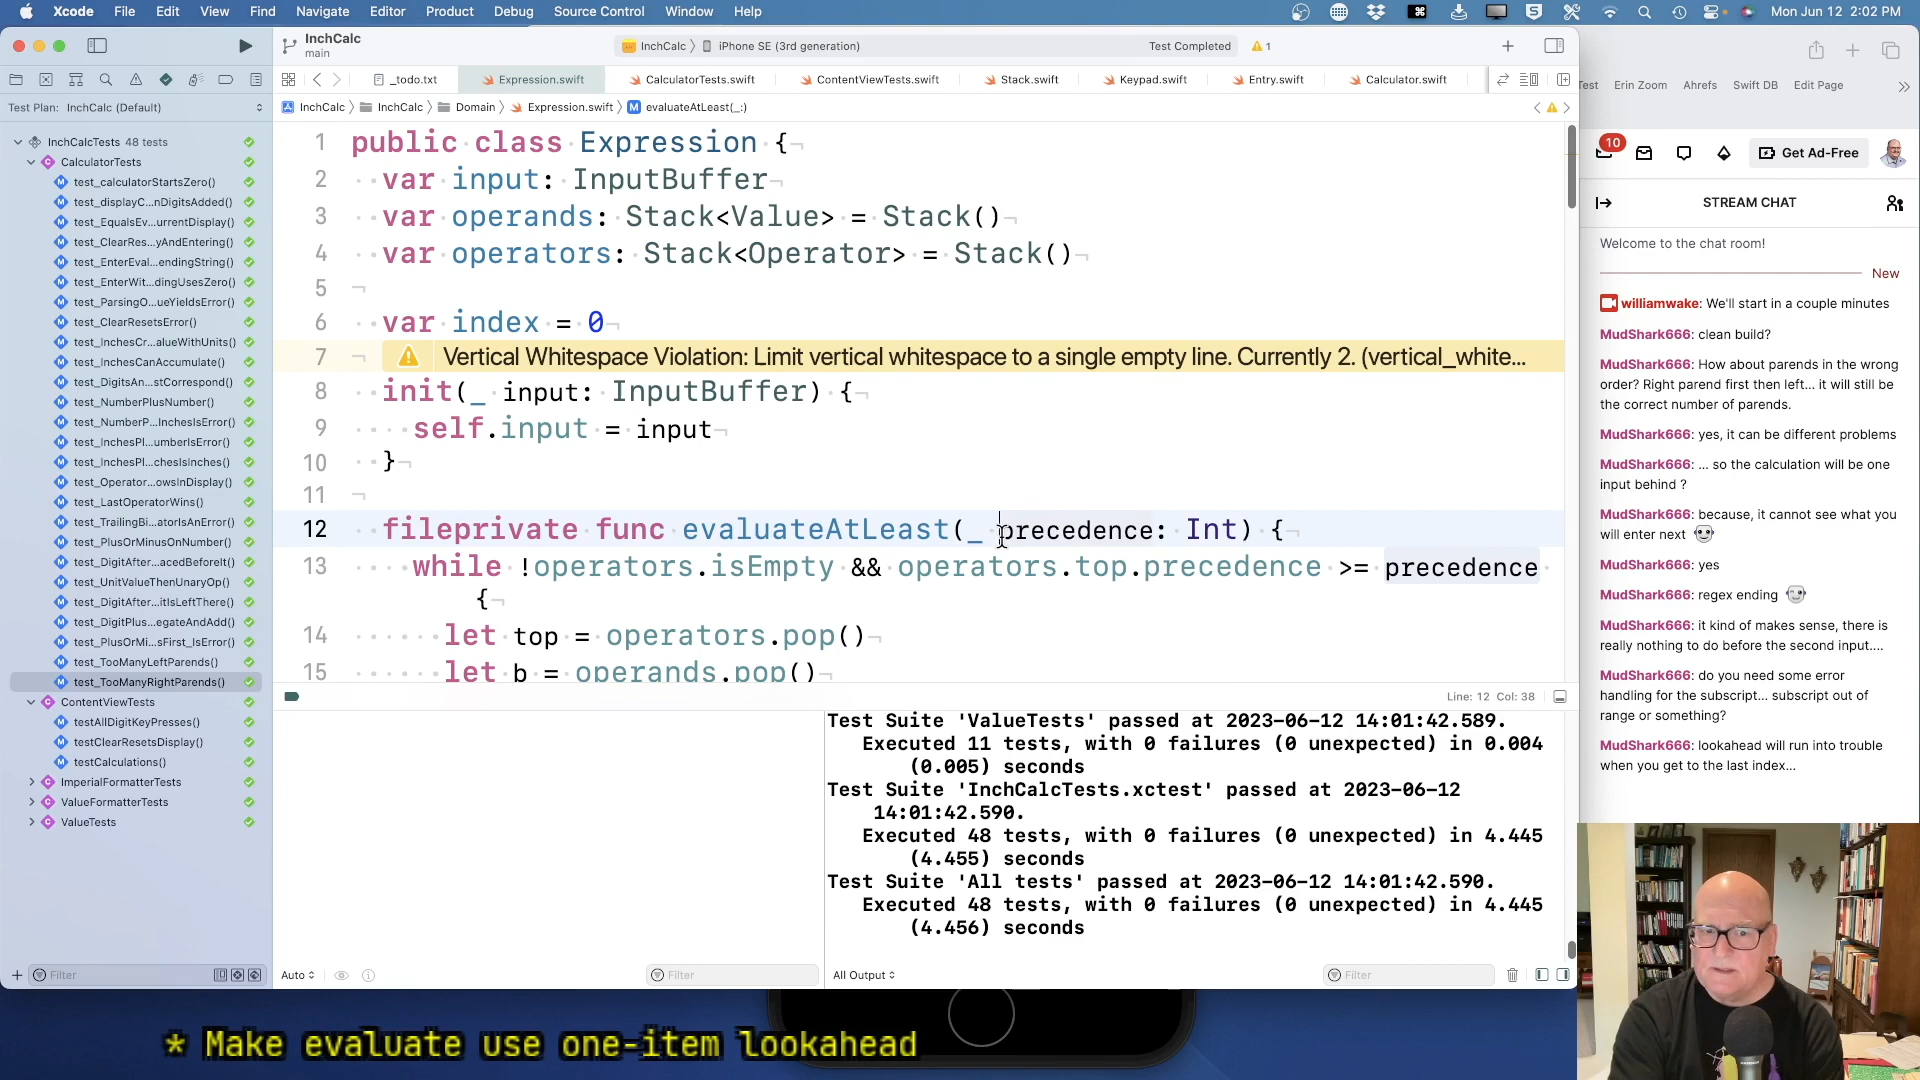 Xcode File Edit View Find Navigate Editor Product Debug Source Control Window Help
Mon Jun 12 2:02 PM
InchCalc
main
InchCalc iPhone SE (3rd generation) Test Completed 1
_todo.txt Expression.swift CalculatorTests.swift ContentViewTests.swift Stack.swift Keypad.swift Entry.swift Calculator.swift
Test Plan: InchCalc (Default)
InchCalc InchCalc Domain Expression.swift M evaluateAtLeast(_:)
InchCalcTests 48 tests
CalculatorTests
test_calculatorStartsZero()
test_displayC...nDigitsAdded()
test_EqualsEv...urrentDisplay()
test_ClearRes...yAndEntering()
test_EnterEval...endingString()
test_EnterWit...dingUsesZero()
test_ParsingO...ueYieldsError()
test_ClearResetsError()
test_InchesCr...alueWithUnits()
test_InchesCanAccumulate()
test_DigitsAn...stCorrespond()
test_NumberPlusNumber()
test_NumberP...InchesIsError()
test_InchesPl...umberIsError()
test_InchesPl...chesIsInches()
test_Operator...owsInDisplay()
test_LastOperatorWins()
test_TrailingBi...atorIsAnError()
test_PlusOrMinusOnNumber()
test_DigitAfter...acedBeforeIt()
test_UnitValueThenUnaryOp()
test_DigitAfter...itIsLeftThere()
test_DigitPlus...egateAndAdd()
test_PlusOrMi...sFirst_IsError()
test_TooManyLeftParends()
test_TooManyRightParends()
ContentViewTests
testAllDigitKeyPresses()
testClearResetsDisplay()
testCalculations()
ImperialFormatterTests
ValueFormatterTests
ValueTests
Filter
1 public class Expression {
2 var input: InputBuffer
3 var operands: Stack<Value> = Stack()
4 var operators: Stack<Operator> = Stack()
5
6 var index = 0
7 Vertical Whitespace Violation: Limit vertical whitespace to a single empty line. Currently 2. (vertical_white...
8 init(_ input: InputBuffer) {
9 self.input = input
10 }
11
12 fileprivate func evaluateAtLeast(_ precedence: Int) {
13 while !operators.isEmpty && operators.top.precedence >= precedence
{
14 let top = operators.pop()
15 let b = operands.pop()
Line: 12 Col: 38
Test Suite 'ValueTests' passed at 2023-06-12 14:01:42.589.
Executed 11 tests, with 0 failures (0 unexpected) in 0.004
(0.005) seconds
Test Suite 'InchCalcTests.xctest' passed at 2023-06-12
14:01:42.590.
Executed 48 tests, with 0 failures (0 unexpected) in 4.445
(4.455) seconds
Test Suite 'All tests' passed at 2023-06-12 14:01:42.590.
Executed 48 tests, with 0 failures (0 unexpected) in 4.445
(4.456) seconds
Auto Filter All Output Filter
Test Erin Zoom Ahrefs Swift DB Edit Page
10 Get Ad-Free
STREAM CHAT
Welcome to the chat room!
New
williamwake: We'll start in a couple minutes
MudShark666: clean build?
MudShark666: How about parends in the wrong
order? Right parend first then left... it will still be
the correct number of parends.
MudShark666: yes, it can be different problems
MudShark666: ... so the calculation will be one
input behind ?
MudShark666: because, it cannot see what you
will enter next
MudShark666: yes
MudShark666: regex ending
MudShark666: it kind of makes sense, there is
really nothing to do before the second input....
MudShark666: do you need some error
handling for the subscript... subscript out of
range or something?
MudShark666: lookahead will run into trouble
when you get to the last index...
* Make evaluate use one-item lookahead